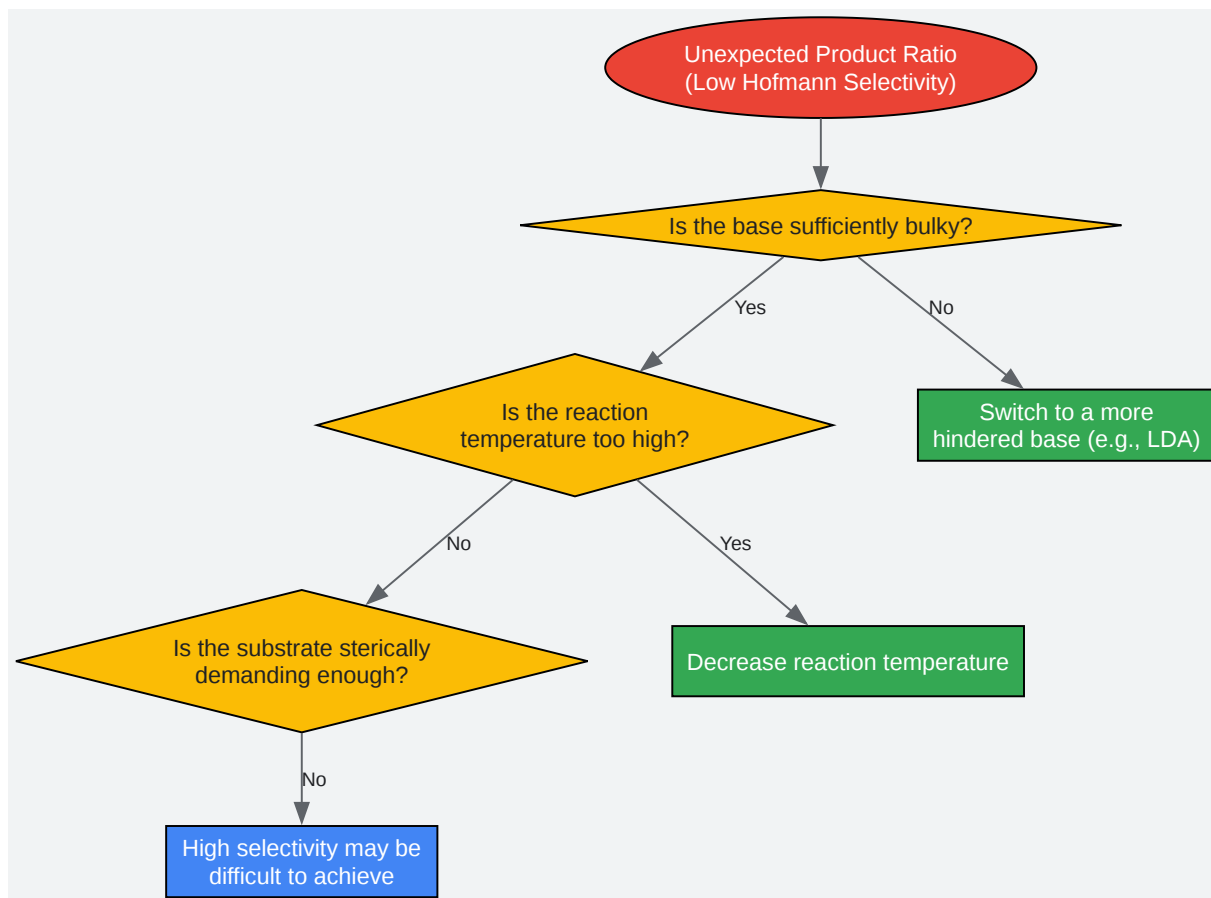 Unexpected Product Ratio
(Low Hofmann Selectivity)
Is the base sufficiently bulky?
Yes
No
Is the reaction
temperature too high?
Switch to a more
hindered base (e.g., LDA)
No
Yes
Is the substrate sterically
demanding enough?
Decrease reaction temperature
No
High selectivity may be
difficult to achieve